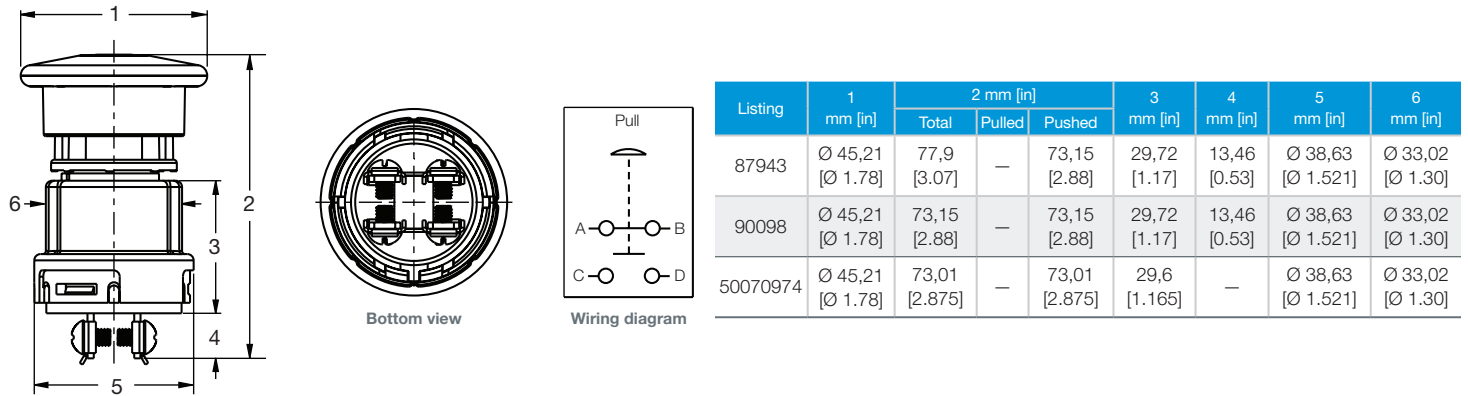 1
6
2
3
4
5
Bottom view
Pull
A B
C D
Wiring diagram
Listing 1 mm [in] 2 mm [in] 3 mm [in] 4 mm [in] 5 mm [in] 6 mm [in]
Total Pulled Pushed
87943 Ø 45,21 [Ø 1.78] 77,9 [3.07] — 73,15 [2.88] 29,72 [1.17] 13,46 [0.53] Ø 38,63 [Ø 1.521] Ø 33,02 [Ø 1.30]
90098 Ø 45,21 [Ø 1.78] 73,15 [2.88] — 73,15 [2.88] 29,72 [1.17] 13,46 [0.53] Ø 38,63 [Ø 1.521] Ø 33,02 [Ø 1.30]
50070974 Ø 45,21 [Ø 1.78] 73,01 [2.875] — 73,01 [2.875] 29,6 [1.165] — Ø 38,63 [Ø 1.521] Ø 33,02 [Ø 1.30]